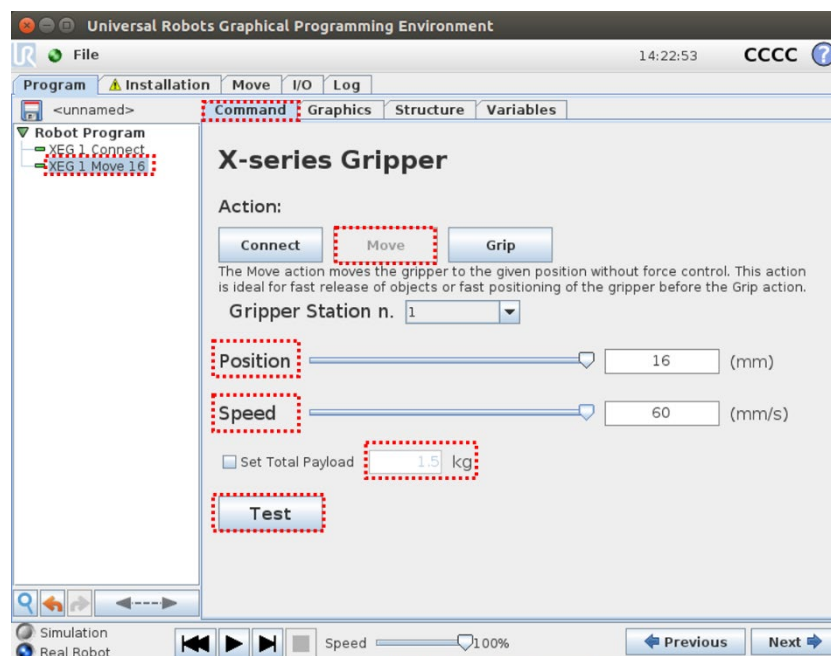 Universal Robots Graphical Programming Environment
UR File 14:22:53 CCCC ?
Program Installation Move I/O Log
<unnamed> Command Graphics Structure Variables
Robot Program
XEG 1 Connect
XEG 1 Move 16
X-series Gripper
Action:
Connect Move Grip
The Move action moves the gripper to the given position without force control. This action
is ideal for fast release of objects or fast positioning of the gripper before the Grip action.
Gripper Station n. 1
Position 16 (mm)
Speed 60 (mm/s)
Set Total Payload 1.5 kg
Test
Simulation
Real Robot
Speed 100% Previous Next